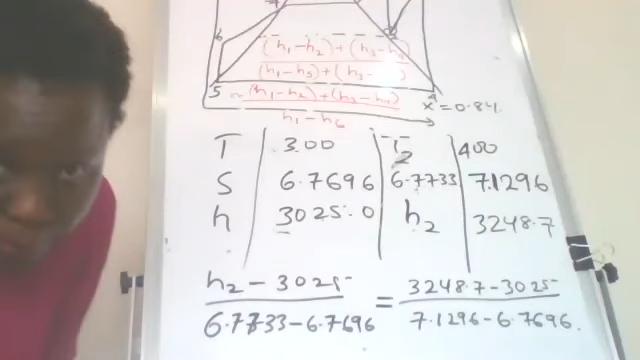 6
(h₁-h₂)+(h₃-h₄)
(h₁-h₅)+(h₃-
5 (h₁-h₂)+(h₃-h₄) x=0.84
h₁-h₆
T 300 T₂ 400
S 6.7696 6.7733 7.1296
h 3025.0 h₂ 3248.7
h₂-3025 = 3248.7-3025
6.7733-6.7696 7.1296-6.7696